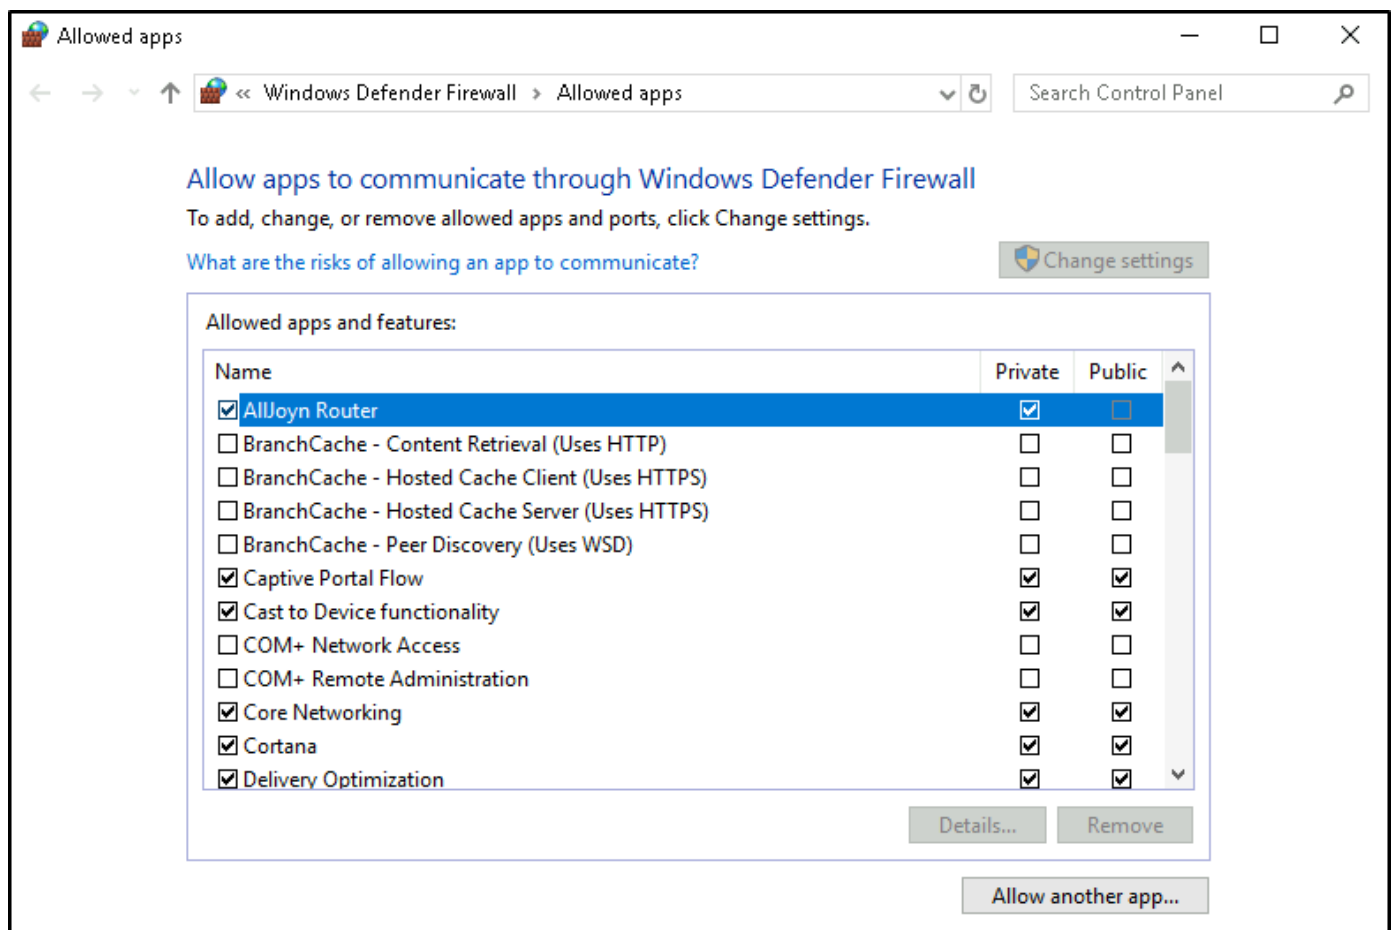 Allowed apps
« Windows Defender Firewall > Allowed apps
Search Control Panel
Allow apps to communicate through Windows Defender Firewall
To add, change, or remove allowed apps and ports, click Change settings.
What are the risks of allowing an app to communicate?
Change settings
Allowed apps and features:
Name Private Public
AllJoyn Router
BranchCache - Content Retrieval (Uses HTTP)
BranchCache - Hosted Cache Client (Uses HTTPS)
BranchCache - Hosted Cache Server (Uses HTTPS)
BranchCache - Peer Discovery (Uses WSD)
Captive Portal Flow
Cast to Device functionality
COM+ Network Access
COM+ Remote Administration
Core Networking
Cortana
Delivery Optimization
Details... Remove
Allow another app...